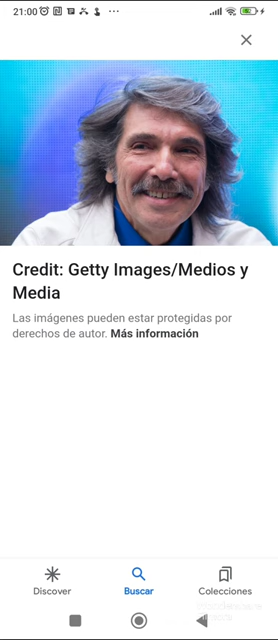 21:00
Credit: Getty Images/Medios y
Media
Las imágenes pueden estar protegidas por
derechos de autor. Más información
Discover
Buscar
Colecciones